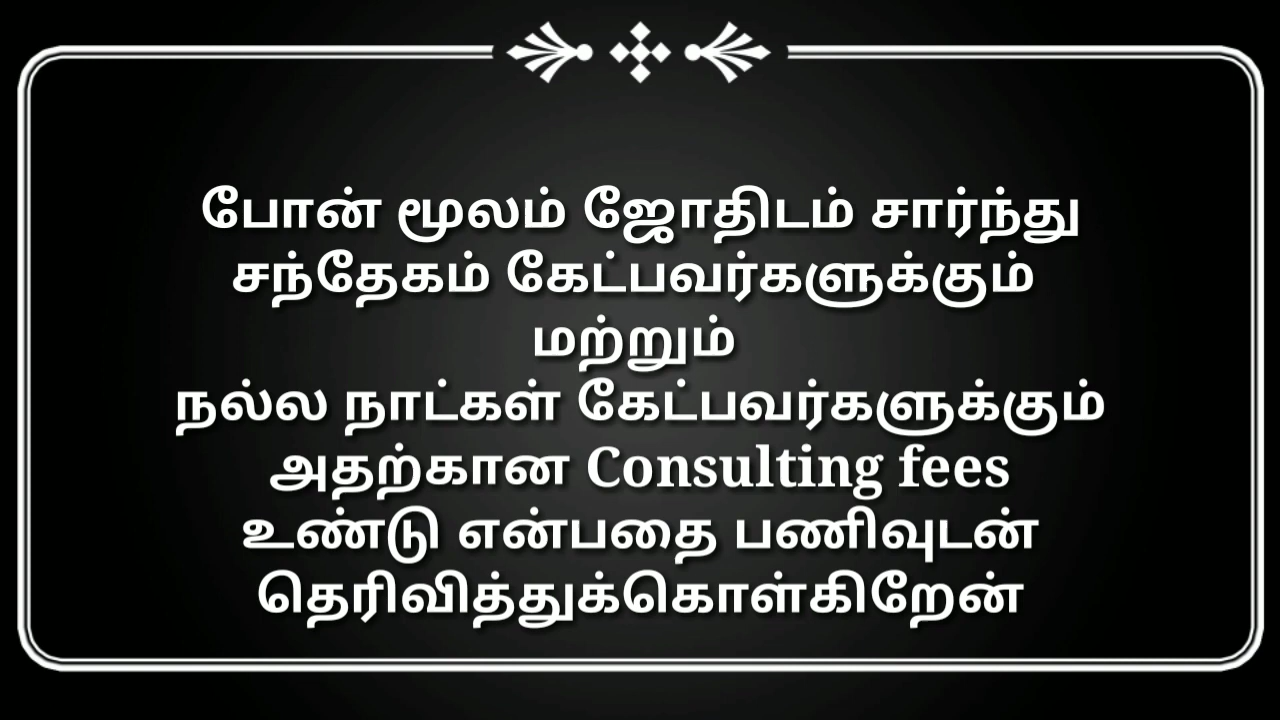 போன் மூலம் ஜோதிடம் சார்ந்து
சந்தேகம் கேட்பவர்களுக்கும்
மற்றும்
நல்ல நாட்கள் கேட்பவர்களுக்கும்
அதற்கான Consulting fees
உண்டு என்பதை பணிவுடன்
தெரிவித்துக்கொள்கிறேன்